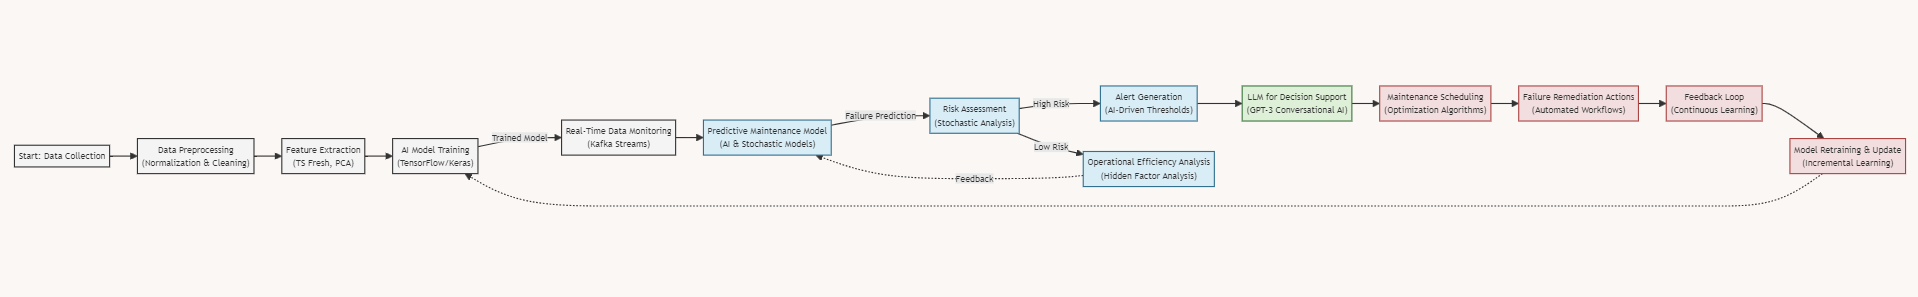 Start: Data Collection
Data Preprocessing
(Normalization & Cleaning)
Feature Extraction
(TS Fresh, PCA)
AI Model Training
(TensorFlow/Keras)
Trained Model
Real-Time Data Monitoring
(Kafka Streams)
Predictive Maintenance Model
(AI & Stochastic Models)
Failure Prediction
Risk Assessment
(Stochastic Analysis)
High Risk
Alert Generation
(AI-Driven Thresholds)
LLM for Decision Support
(GPT-3 Conversational AI)
Maintenance Scheduling
(Optimization Algorithms)
Failure Remediation Actions
(Automated Workflows)
Feedback Loop
(Continuous Learning)
Low Risk
Operational Efficiency Analysis
(Hidden Factor Analysis)
Feedback
Model Retraining & Update
(Incremental Learning)